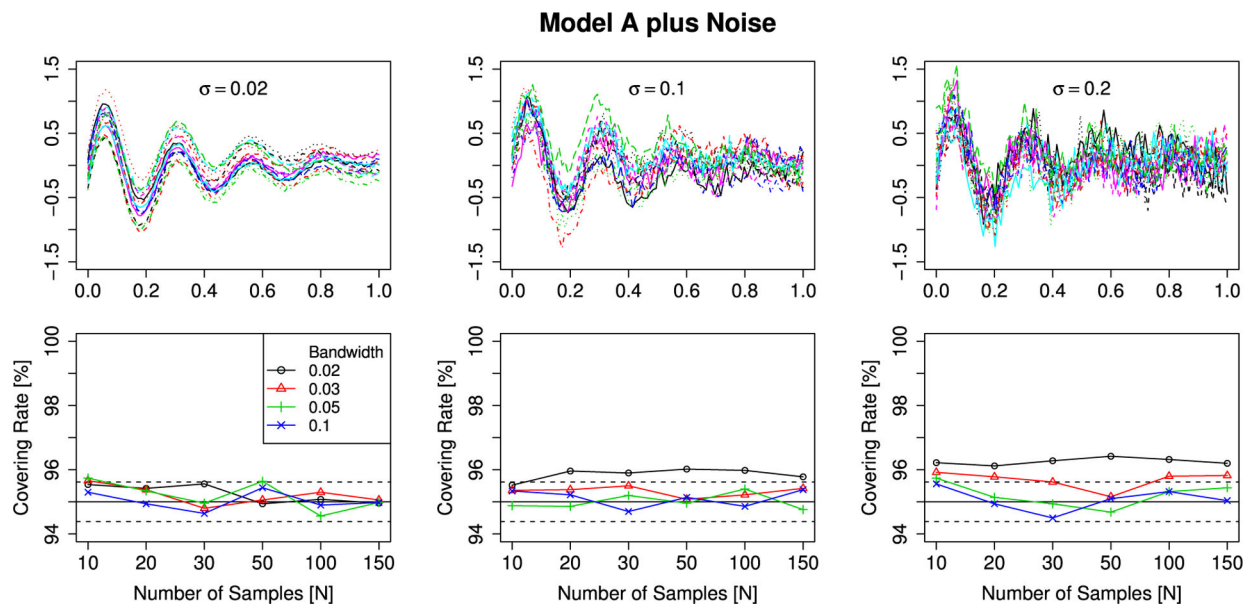 Model A plus Noise
σ = 0.02
1.5
0.5
−0.5
−1.5
0.0 0.2 0.4 0.6 0.8 1.0
σ = 0.1
1.5
0.5
−0.5
−1.5
0.0 0.2 0.4 0.6 0.8 1.0
σ = 0.2
1.5
0.5
−0.5
−1.5
0.0 0.2 0.4 0.6 0.8 1.0
Covering Rate [%]
100
98
96
94
Bandwidth
0.02
0.03
0.05
0.1
10 20 30 50 100 150
Number of Samples [N]
Covering Rate [%]
100
98
96
94
10 20 30 50 100 150
Number of Samples [N]
Covering Rate [%]
100
98
96
94
10 20 30 50 100 150
Number of Samples [N]